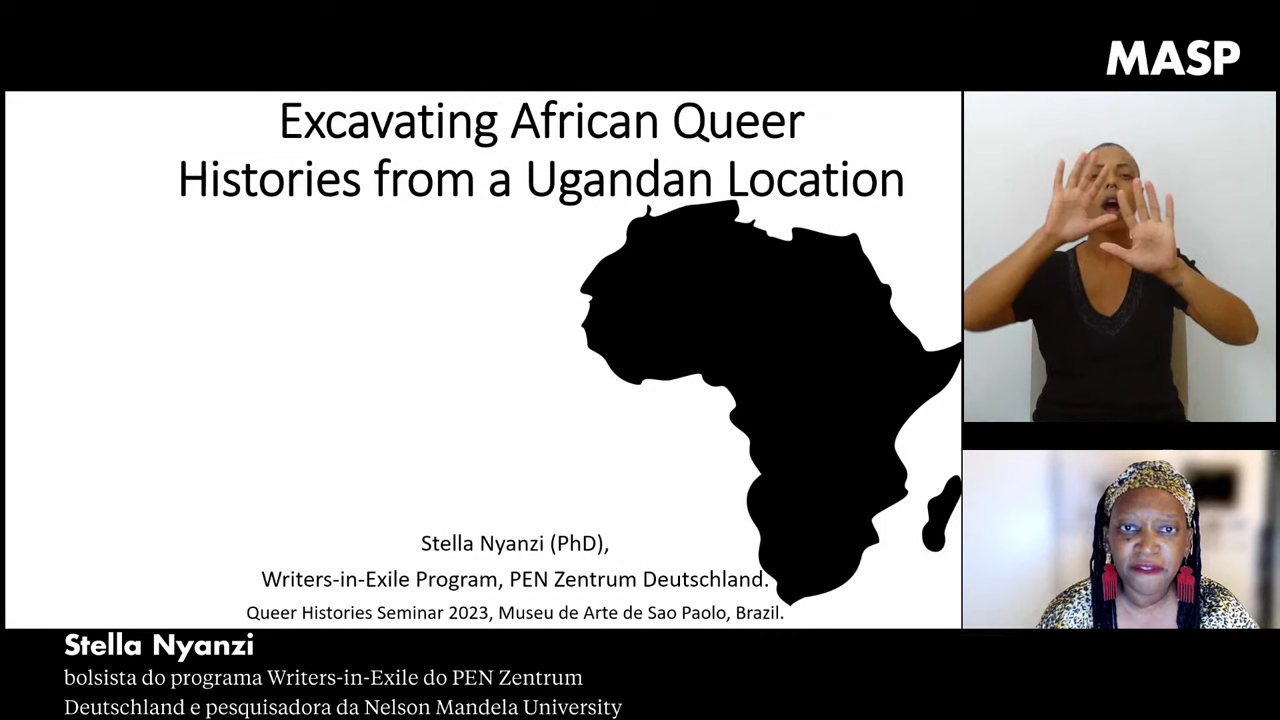 MASP
Excavating African Queer
Histories from a Ugandan Location
Stella Nyanzi (PhD),
Writers-in-Exile Program, PEN Zentrum Deutschland.
Queer Histories Seminar 2023, Museu de Arte de Sao Paolo, Brazil.
Stella Nyanzi
bolsista do programa Writers-in-Exile do PEN Zentrum
Deutschland e pesquisadora da Nelson Mandela University